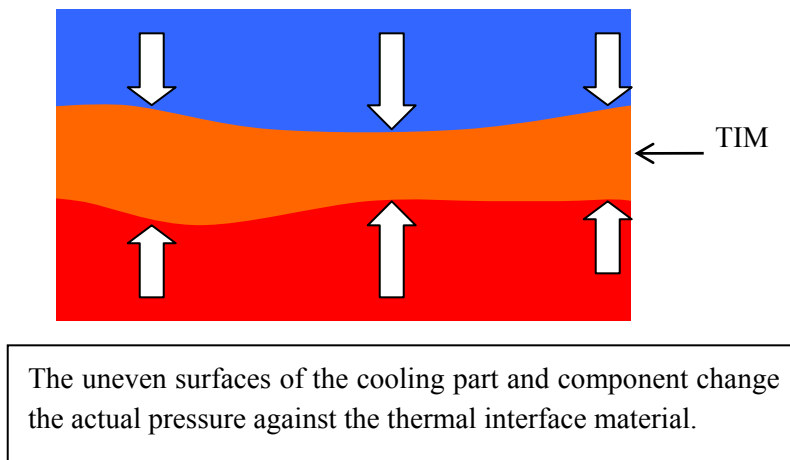 TIM
The uneven surfaces of the cooling part and component change
the actual pressure against the thermal interface material.